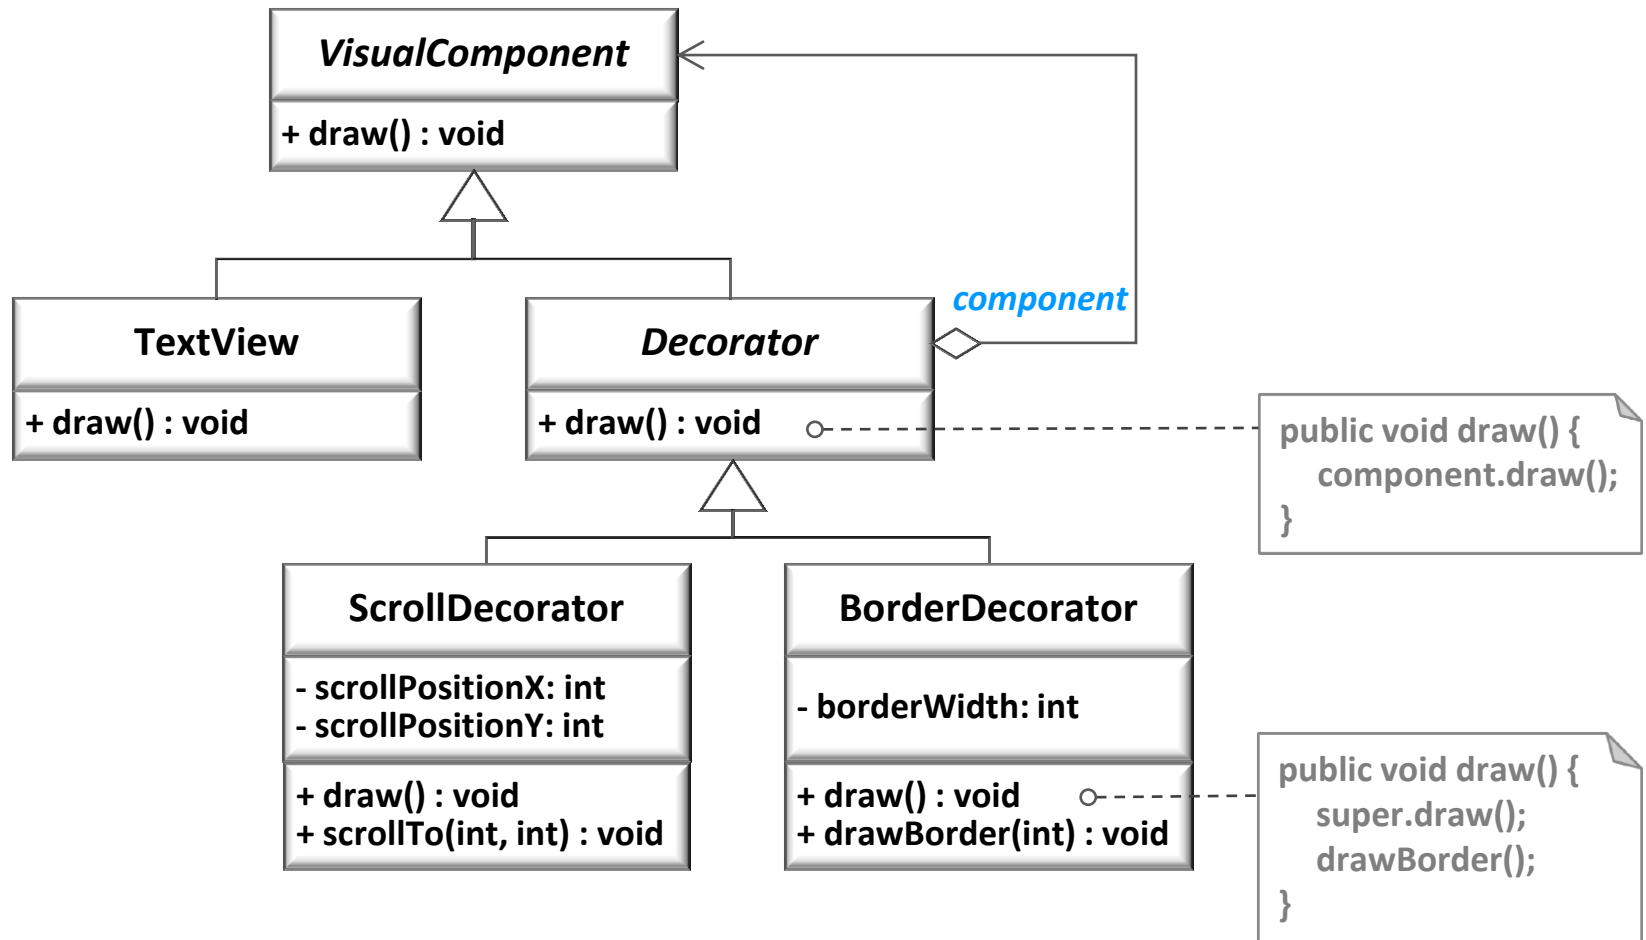 VisualComponent
+ draw() : void
component
TextView
+ draw() : void
Decorator
+ draw() : void
public void draw() {
component.draw();
}
ScrollDecorator
- scrollPositionX: int
- scrollPositionY: int
+ draw() : void
+ scrollTo(int, int) : void
BorderDecorator
- borderWidth: int
+ draw() : void
+ drawBorder(int) : void
public void draw() {
super.draw();
drawBorder();
}